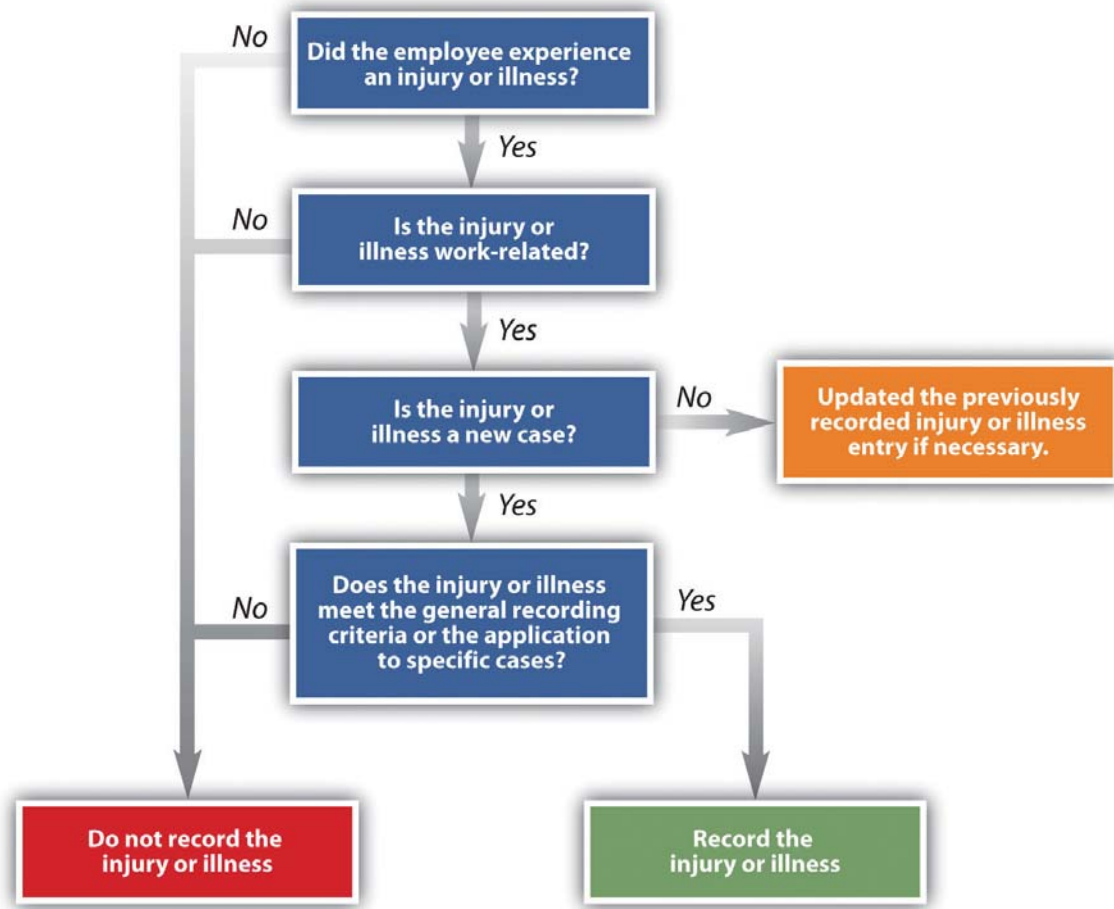 No
Did the employee experience
an injury or illness?
Yes
No
Is the injury or
illness work-related?
Yes
Is the injury or
illness a new case?
No
Updated the previously
recorded injury or illness
entry if necessary.
Yes
No
Does the injury or illness
meet the general recording
criteria or the application
to specific cases?
Yes
Do not record the
injury or illness
Record the
injury or illness